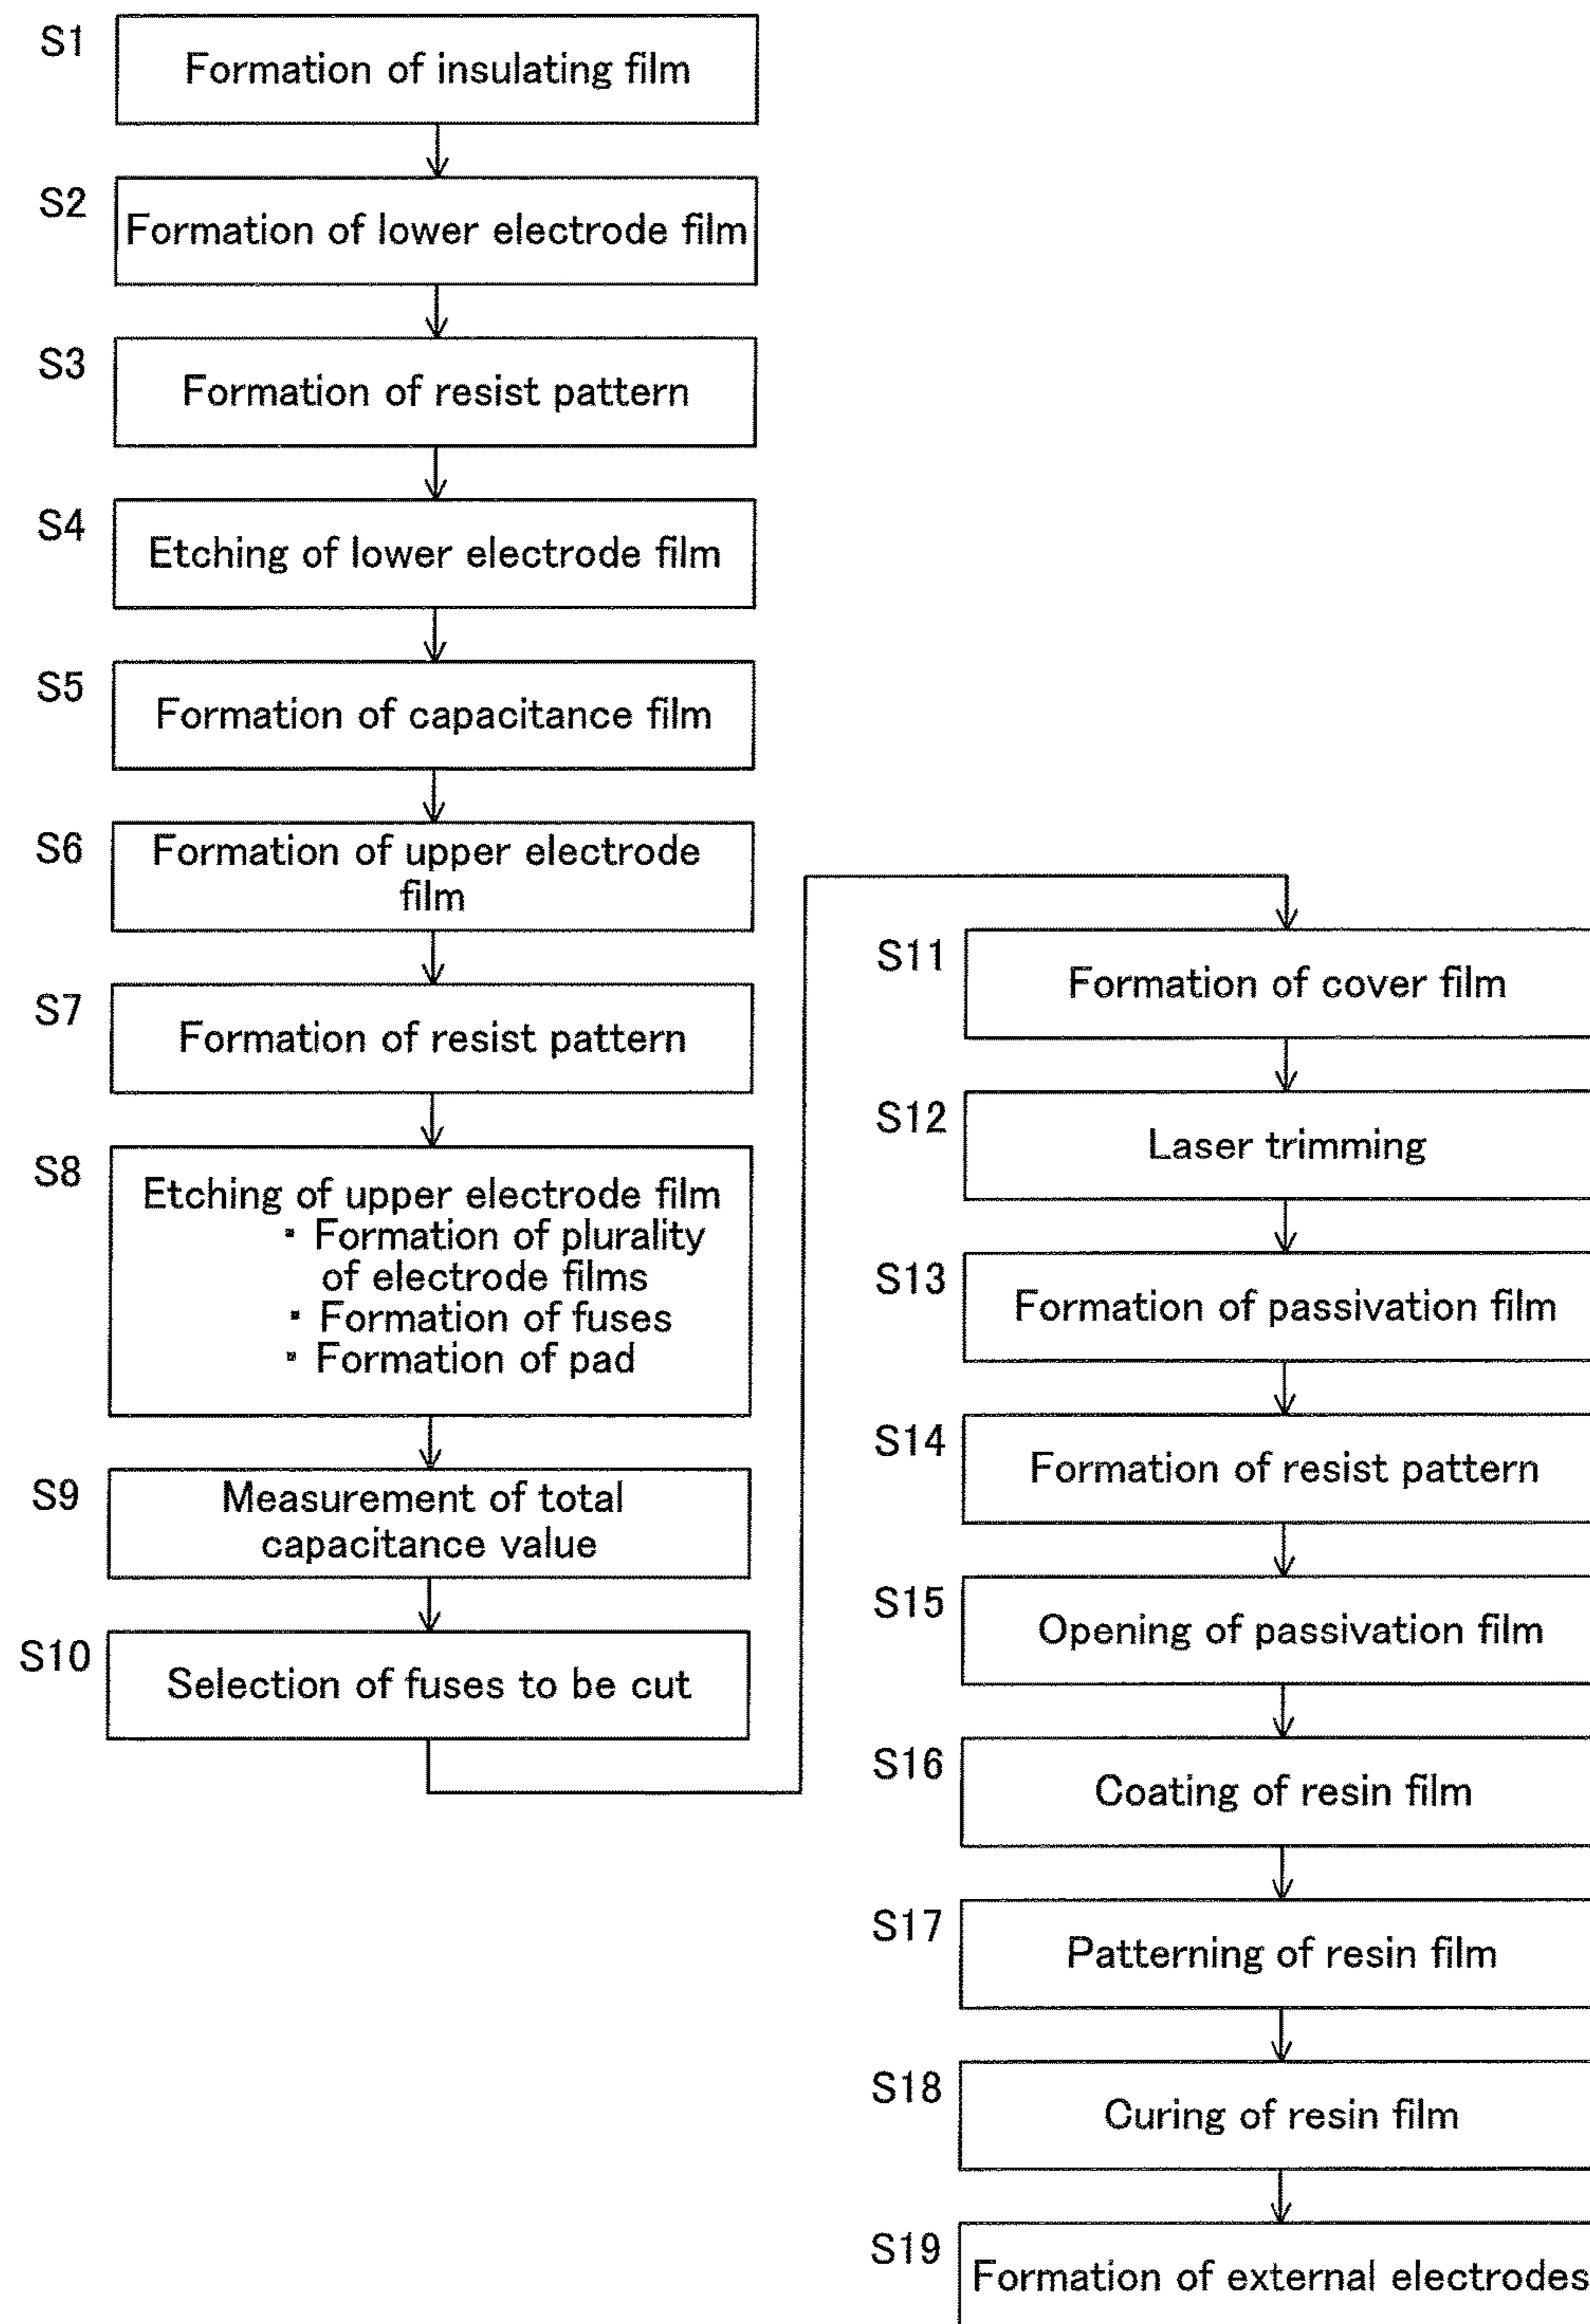 S1
Formation of insulating film
S2
Formation of lower electrode film
S3
Formation of resist pattern
S4
Etching of lower electrode film
S5
Formation of capacitance film
S6
Formation of upper electrode
film
S7
Formation of resist pattern
S8
Etching of upper electrode film
・Formation of plurality
of electrode films
・Formation of fuses
・Formation of pad
S9
Measurement of total
capacitance value
S10
Selection of fuses to be cut
S11
Formation of cover film
S12
Laser trimming
S13
Formation of passivation film
S14
Formation of resist pattern
S15
Opening of passivation film
S16
Coating of resin film
S17
Patterning of resin film
S18
Curing of resin film
S19
Formation of external electrodes